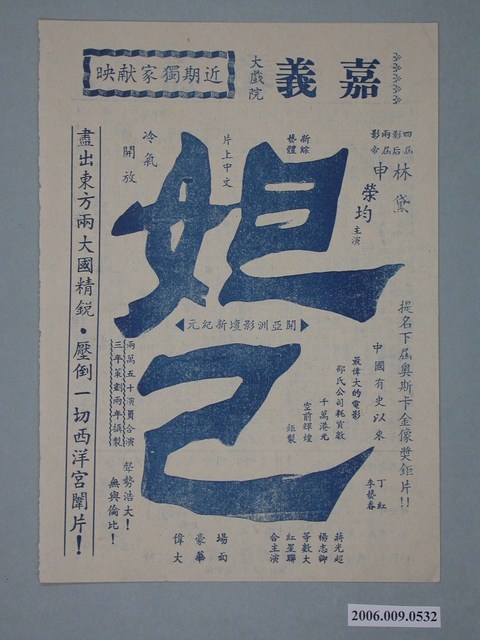 嘉義
大戲院
近期獨家献映
四屆影后
兩屆影帝
林黛
申榮均
主演
新綜藝體
片上中文
冷氣開放
妲己
開亞洲影壇新紀元
提名下屆奧斯卡金像獎鉅片!!
中國有史以來
最偉大的電影
邵氏公司耗資數
千萬港元
空前輝煌
鉅製
丁紅
李藝春
蔣光超
楊志卿
等數大
紅星聯
合主演
兩萬五十演員合演
三年策劃兩年攝製
聲勢浩大!
無與倫比!
場面
豪華
偉大
盡出東方兩大國精銳·壓倒一切西洋宮闈片!
2006.009.0532